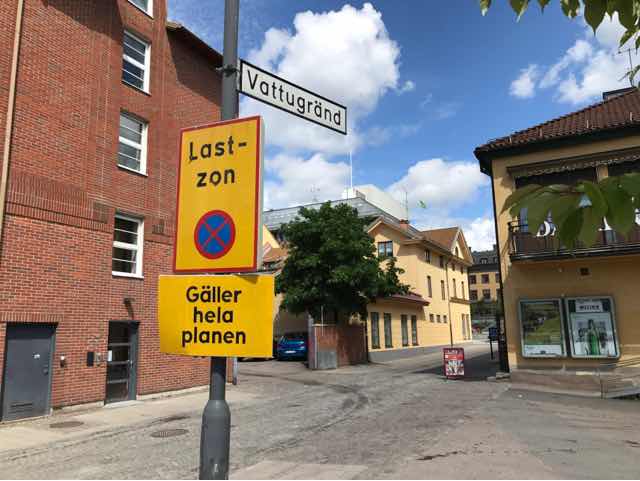 Vattugränd
Last-
zon
Gäller
hela
planen